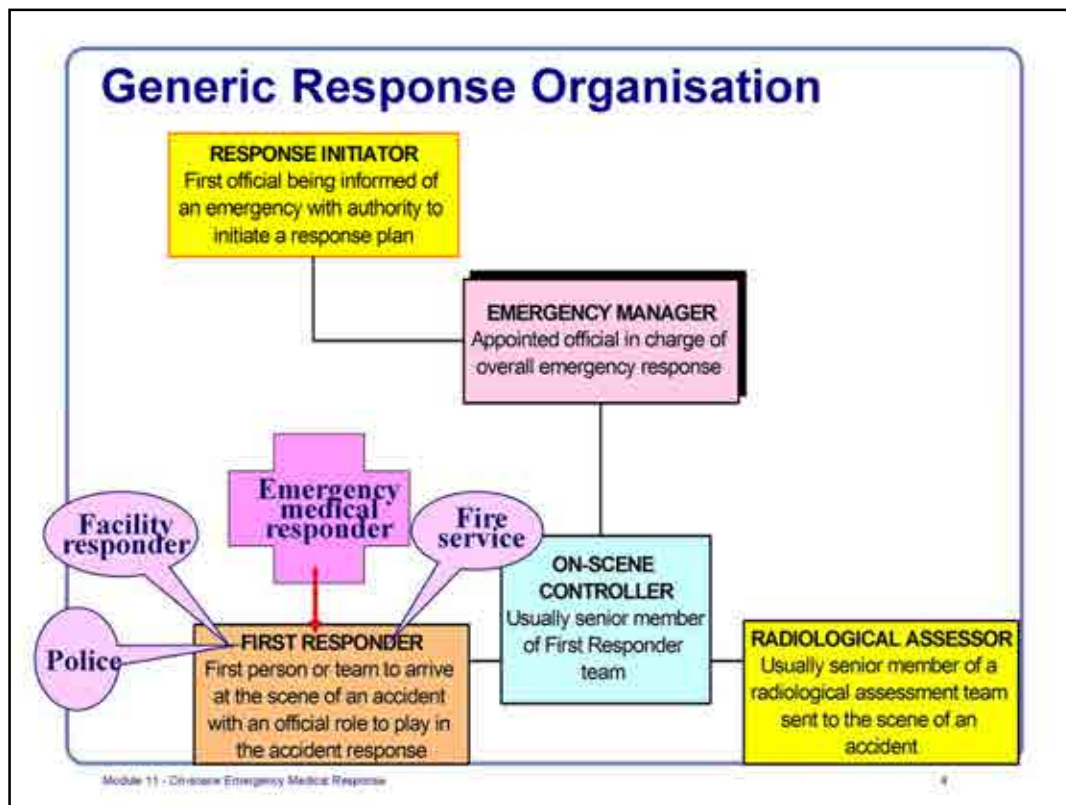 Generic Response Organisation
RESPONSE INITIATOR
First official being informed of
an emergency with authority to
initiate a response plan
EMERGENCY MANAGER
Appointed official in charge of
overall emergency response
Emergency
medical
responder
Facility
responder
Fire
service
Police
ON-SCENE
CONTROLLER
Usually senior member
of First Responder
team
FIRST RESPONDER
First person or team to arrive
at the scene of an accident
with an official role to play in
the accident response
RADIOLOGICAL ASSESSOR
Usually senior member of a
radiological assessment team
sent to the scene of an
accident
Module 11 - On-scene Emergency Medical Response
4